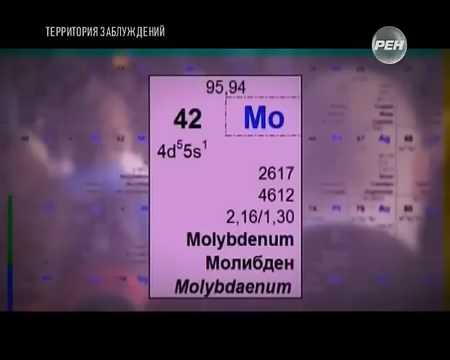 ТЕРРИТОРИЯ ЗАБЛУЖДЕНИЙ
РЕН
95,94
42 Mo
4d⁵5s¹
2617
4612
2,16/1,30
Molybdenum
Молибден
Molybdaenum